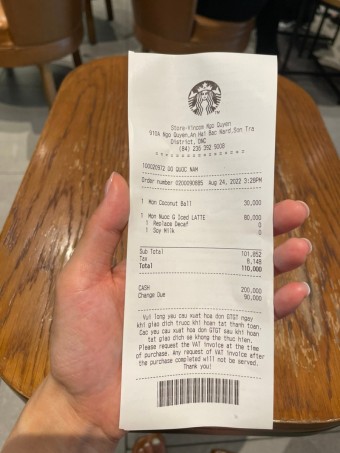 Store-Vincom Ngo Quyen
910A Ngo Quyen,An Hai Bac Ward,Son Tra
District, DNC
(84) 236 392 5008
********************
100020972 UO QUOC NAM
Order number 0200090885 Aug 24, 2022 3:26PM
1 Hon Coconut Ball 30,000
1 Mon Nuoc G Iced LATTE 80,000
1 Replace Decaf 0
1 Soy Milk 0
Sub Total 101,852
Tax 8,148
Total 110,000
CASH 200,000
Change Due 90,000
Vui long yeu cau xuat hoa don GTGT ngay
khi giao dich truoc khi hoan tat thanh toan.
Cac yeu cau xuat hoa don GTGT sau khi hoan
tat giao dich se khong the thuc hien.
Please request the VAT invoice at the time
of purchase. Any request of VAT invoice after
the purchase completed will not be served.
Thank you!